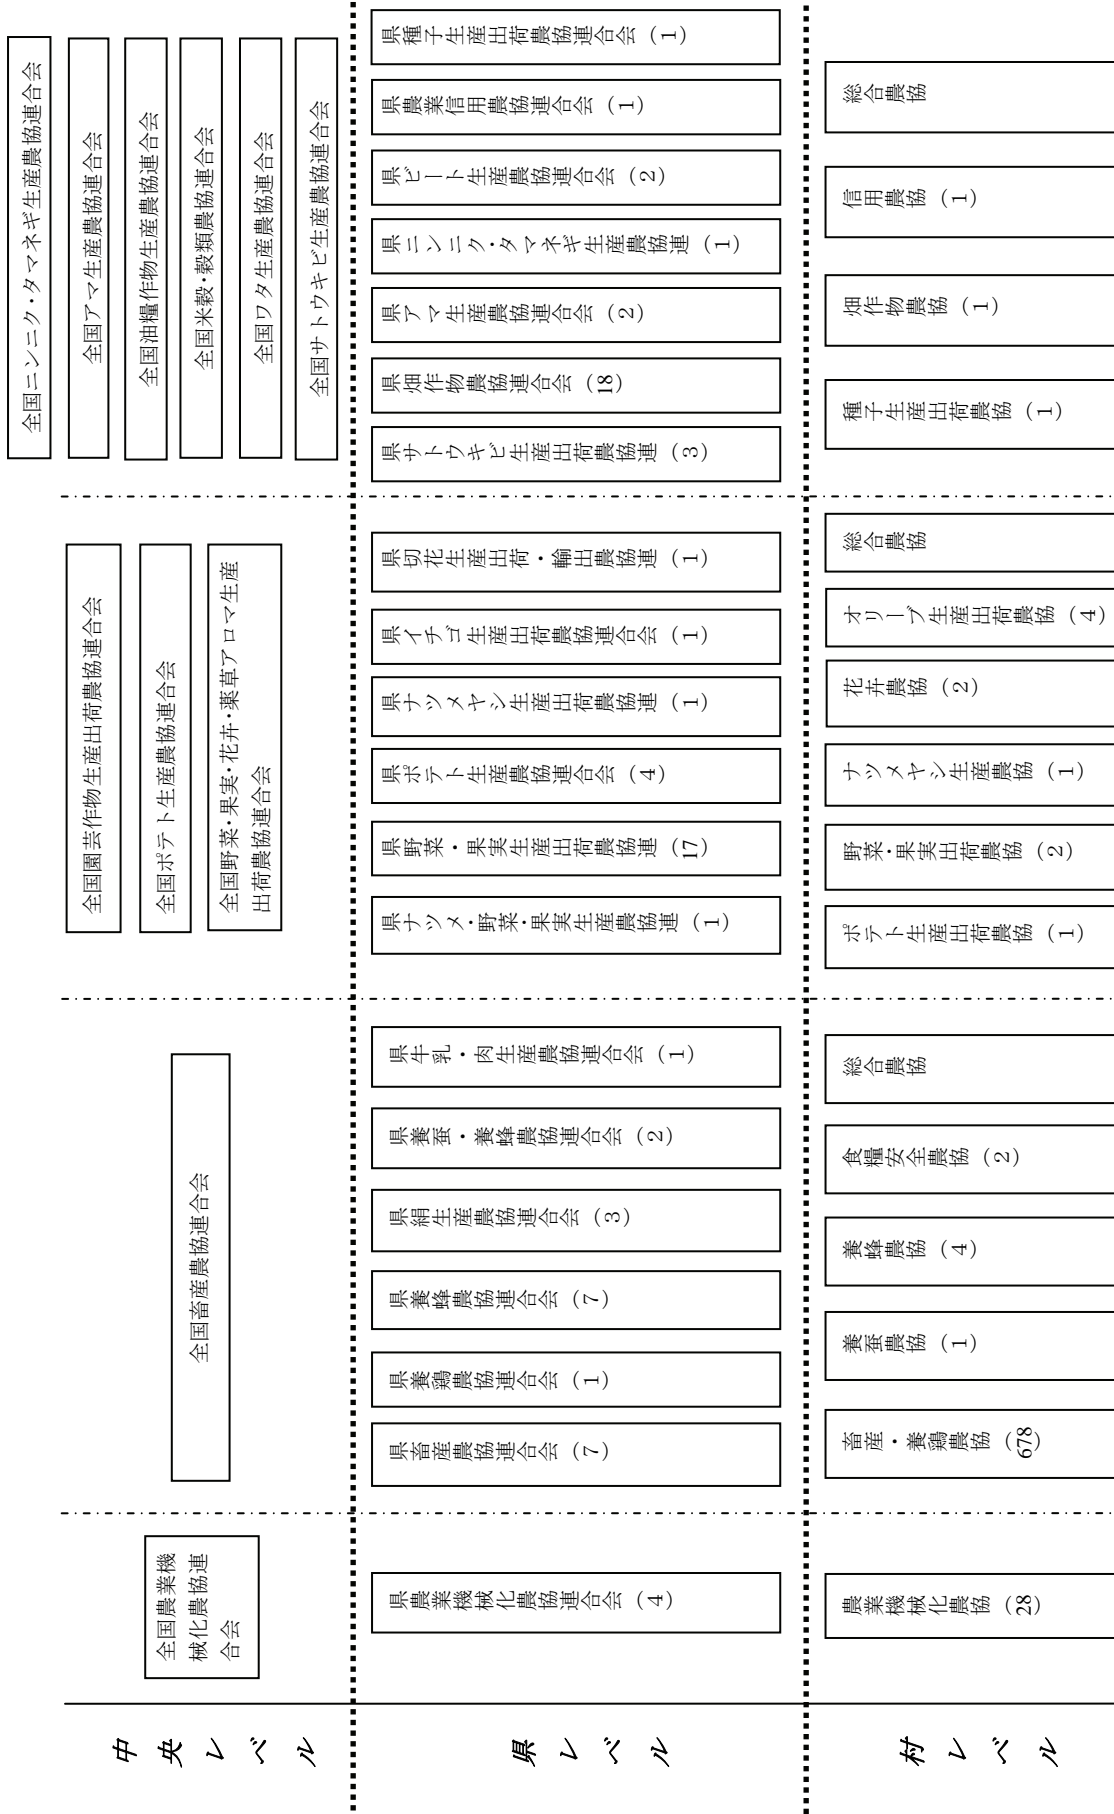 中央レベル
全国農業機
械化農協連
合会
全国畜産農協連合会
全国園芸作物生産出荷農協連合会
全国ポテト生産農協連合会
全国野菜・果実・花卉・薬草アロマ生産
出荷農協連合会
全国ニンニク・タマネギ生産農協連合会
全国アマ生産農協連合会
全国油糧作物生産農協連合会
全国米穀・穀類農協連合会
全国ワタ生産農協連合会
全国サトウキビ生産農協連合会
県レベル
県農業機械化農協連合会（4）
県畜産農協連合会（7）
県養鶏農協連合会（1）
県養蜂農協連合会（7）
県絹生産農協連合会（3）
県養蚕・養蜂農協連合会（2）
県牛乳・肉生産農協連合会（1）
県ナツメ・野菜・果実生産農協連（1）
県野菜・果実生産出荷農協連（17）
県ポテト生産農協連合会（4）
県ナツメヤシ生産出荷農協連（1）
県イチゴ生産出荷農協連合会（1）
県切花生産出荷・輸出農協連（1）
県サトウキビ生産出荷農協連（3）
県畑作物農協連合会（18）
県アマ生産農協連合会（2）
県ニンニク・タマネギ生産農協連（1）
県ビート生産農協連合会（2）
県農業信用農協連合会（1）
県種子生産出荷農協連合会（1）
村レベル
農業機械化農協（28）
畜産・養鶏農協（678）
養蚕農協（1）
養蜂農協（4）
食糧安全農協（2）
総合農協
ポテト生産出荷農協（1）
野菜・果実出荷農協（2）
ナツメヤシ生産農協（1）
花卉農協（2）
オリーブ生産出荷農協（4）
総合農協
種子生産出荷農協（1）
畑作物農協（1）
信用農協（1）
総合農協